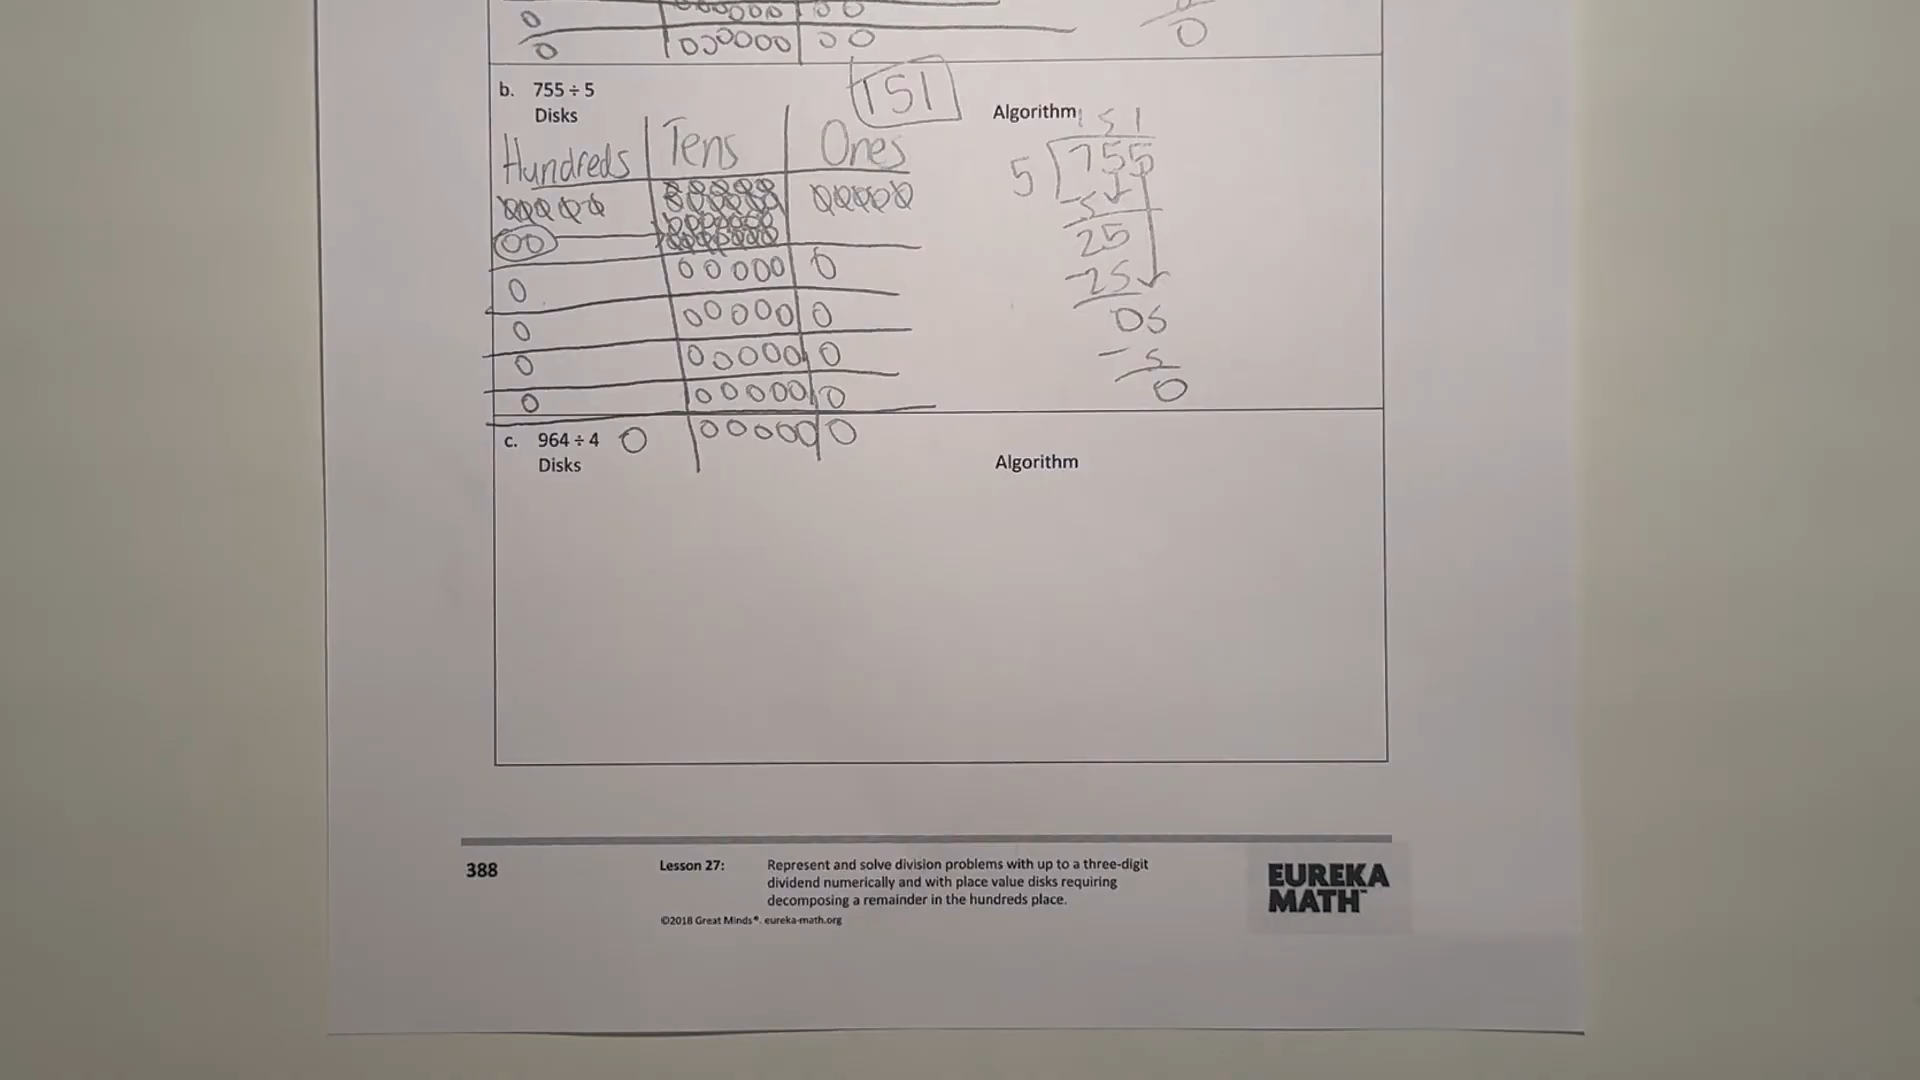 b. 755 ÷ 5
151
Disks
Algorithm
Hundreds Tens Ones
151
5 755
-5
25
-25
05
-5
0
c. 964 ÷ 4
Disks
Algorithm
388
Lesson 27: Represent and solve division problems with up to a three-digit
dividend numerically and with place value disks requiring
decomposing a remainder in the hundreds place.
©2018 Great Minds®. eureka-math.org
EUREKA
MATH™